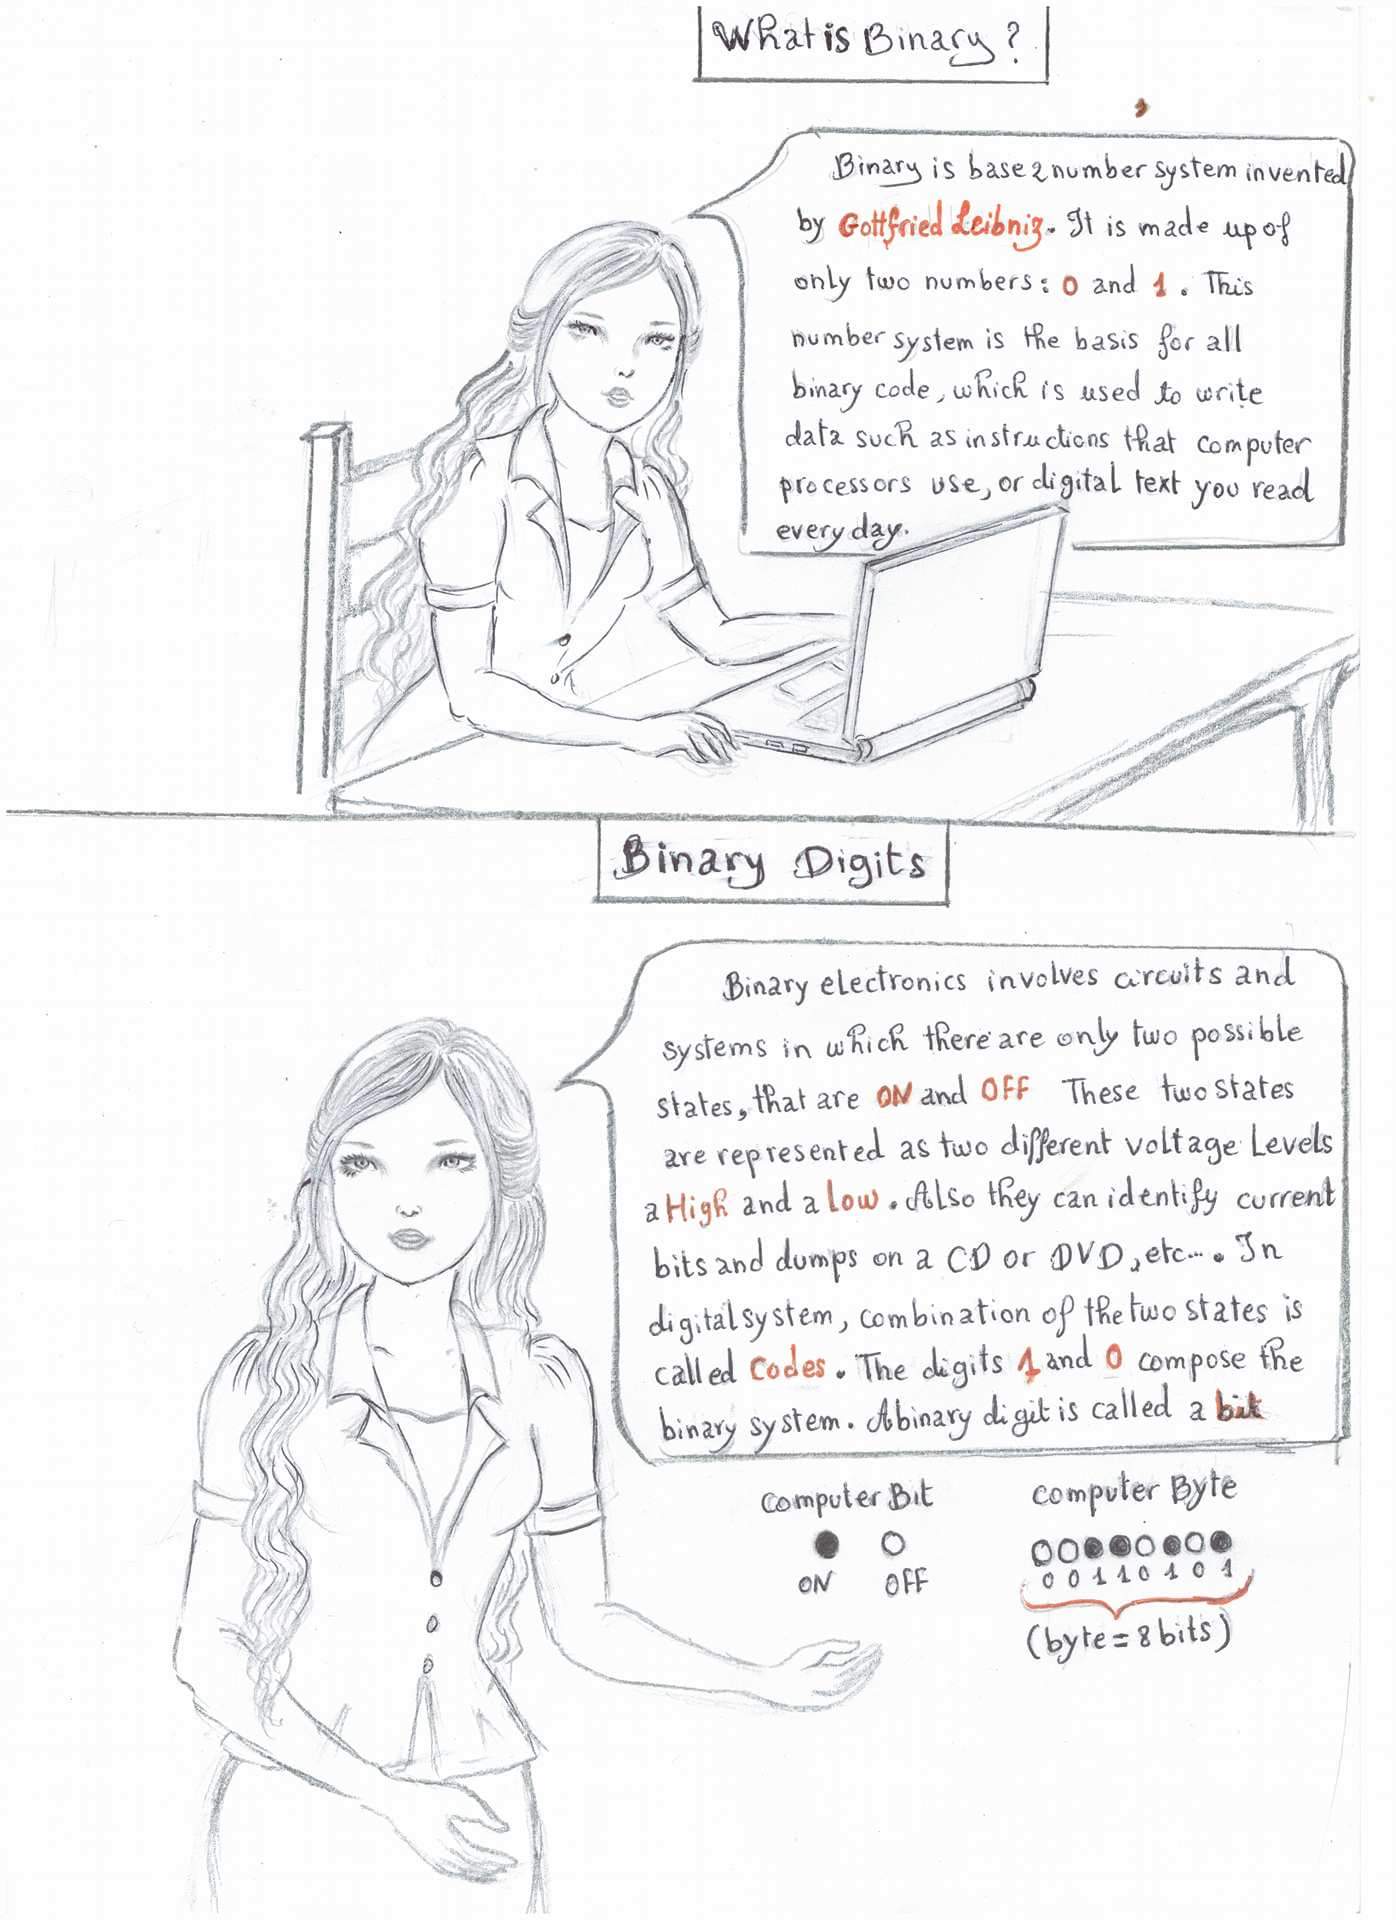 What is Binary?
Binary is base 2 number system invented
by Gottfried Leibniz. It is made up of
only two numbers: 0 and 1. This
number system is the basis for all
binary code, which is used to write
data such as instructions that computer
processors use, or digital text you read
every day.
Binary Digits
Binary electronics involves circuits and
systems in which there are only two possible
states, that are ON and OFF These two states
are represented as two different voltage Levels
a High and a Low. Also they can identify current
bits and dumps on a CD or DVD, etc.... In
digital system, combination of the two states is
called Codes. The digits 1 and 0 compose the
binary system. A binary digit is called a bit
Computer Bit
ON OFF
Computer Byte
0 0 1 1 0 1 0 1
(byte = 8 bits)